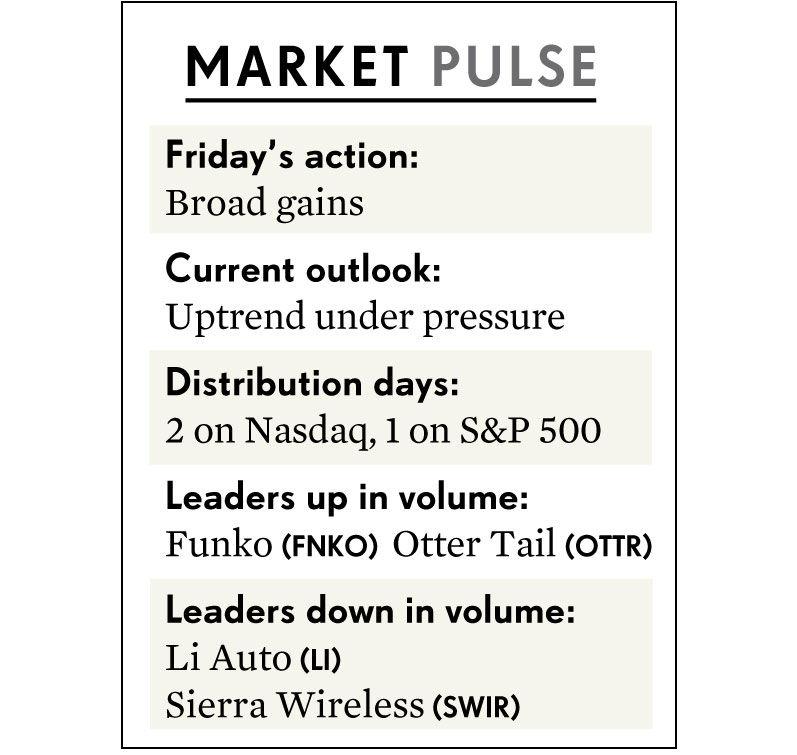 MARKET PULSE
Friday’s action:
Broad gains
Current outlook:
Uptrend under pressure
Distribution days:
2 on Nasdaq, 1 on S&P 500
Leaders up in volume:
Funko (FNKO) Otter Tail (OTTR)
Leaders down in volume:
Li Auto (LI)
Sierra Wireless (SWIR)